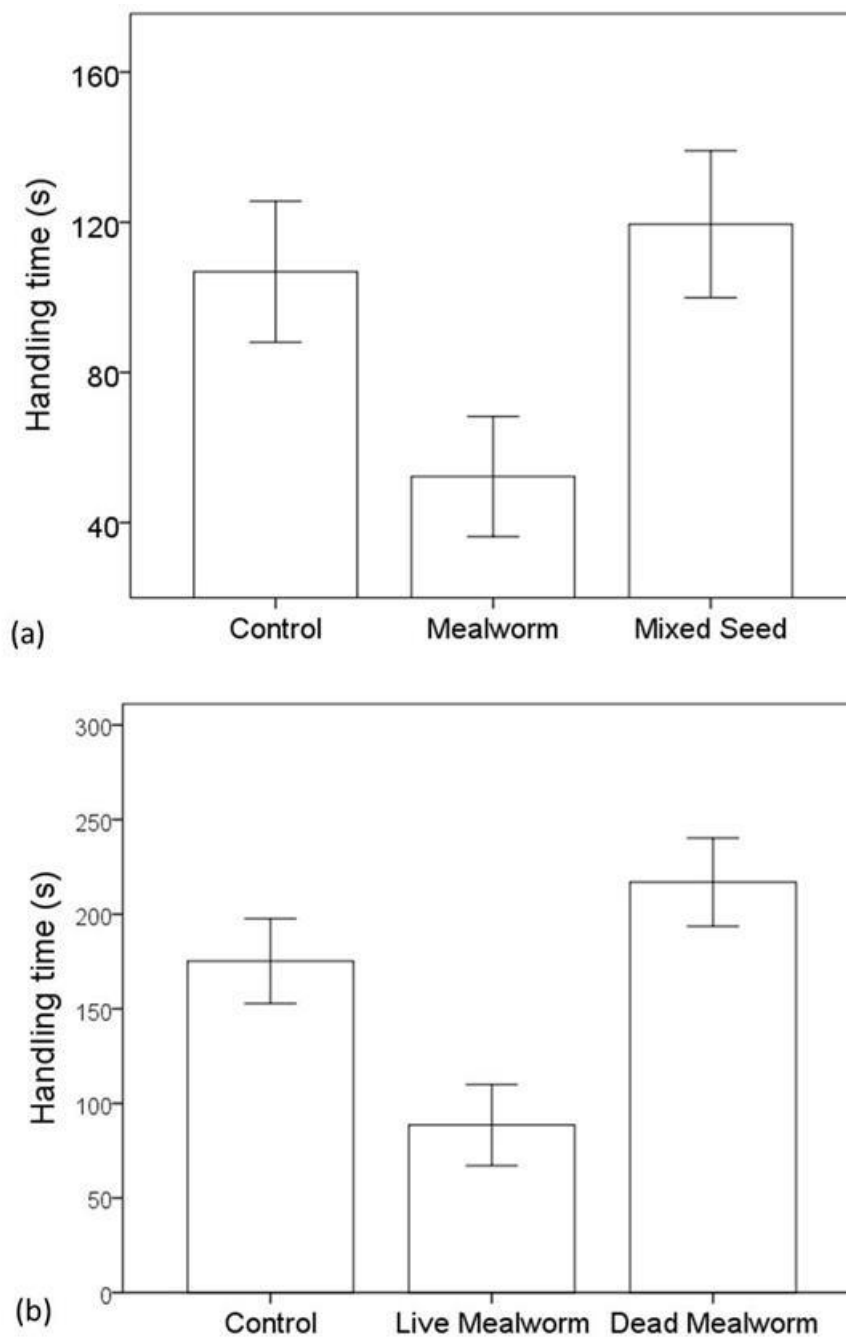 160
120
80
40
Handling time (s)
Control Mealworm Mixed Seed
(a)
300
250
200
150
100
50
0
Handling time (s)
Control Live Mealworm Dead Mealworm
(b)